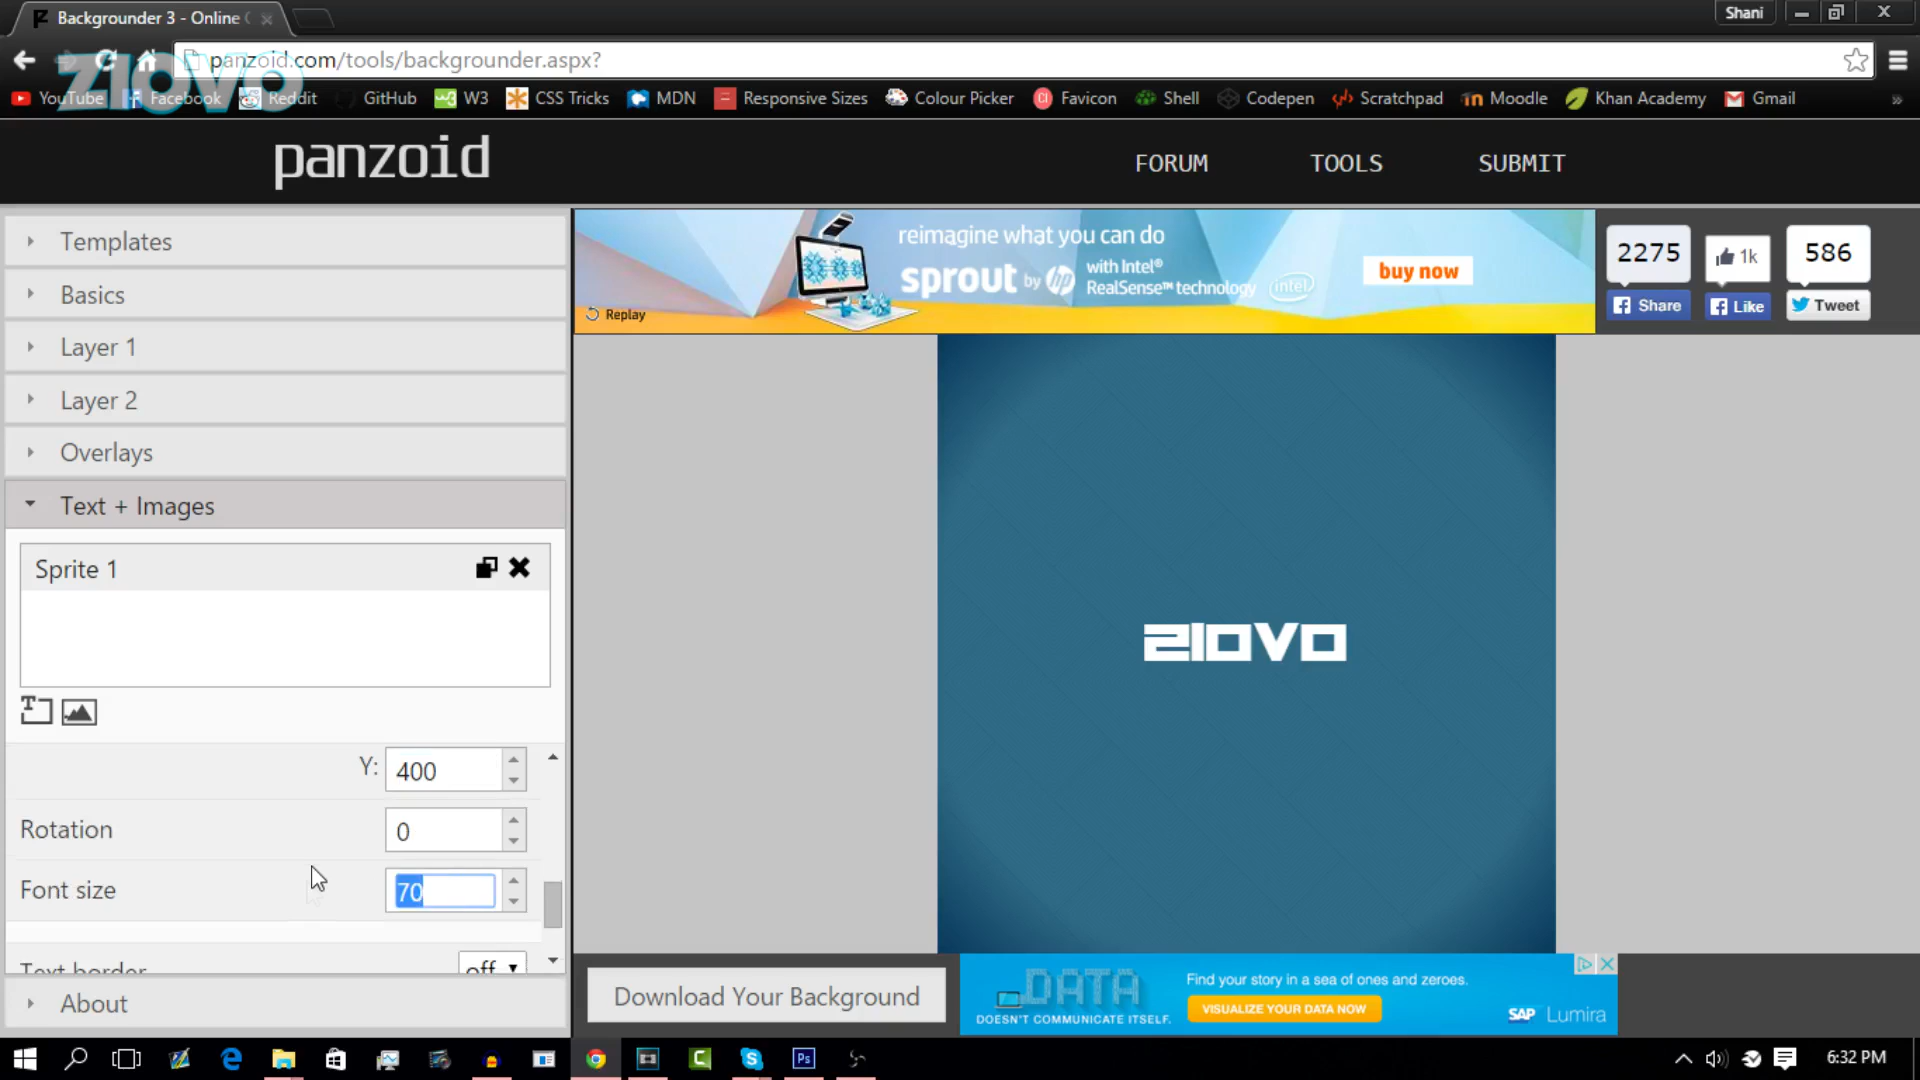 Backgrounder 3 - Online (
Shani
panzoid.com/tools/backgrounder.aspx?
ZIOVO
YouTube Facebook Reddit GitHub W3 CSS Tricks MDN Responsive Sizes Colour Picker Favicon Shell Codepen Scratchpad Moodle Khan Academy Gmail »
panzoid
FORUM TOOLS SUBMIT
Templates
Basics
Layer 1
Layer 2
Overlays
Text + Images
Sprite 1
Y: 400
Rotation 0
Font size 70
Text border off
About
reimagine what you can do
sprout by hp with Intel®
RealSense™ technology
intel
buy now
Replay
2275 1k 586
Share Like Tweet
ZIOVO
Download Your Background
DATA
DOESN'T COMMUNICATE ITSELF.
Find your story in a sea of ones and zeroes.
VISUALIZE YOUR DATA NOW
SAP Lumira
6:32 PM